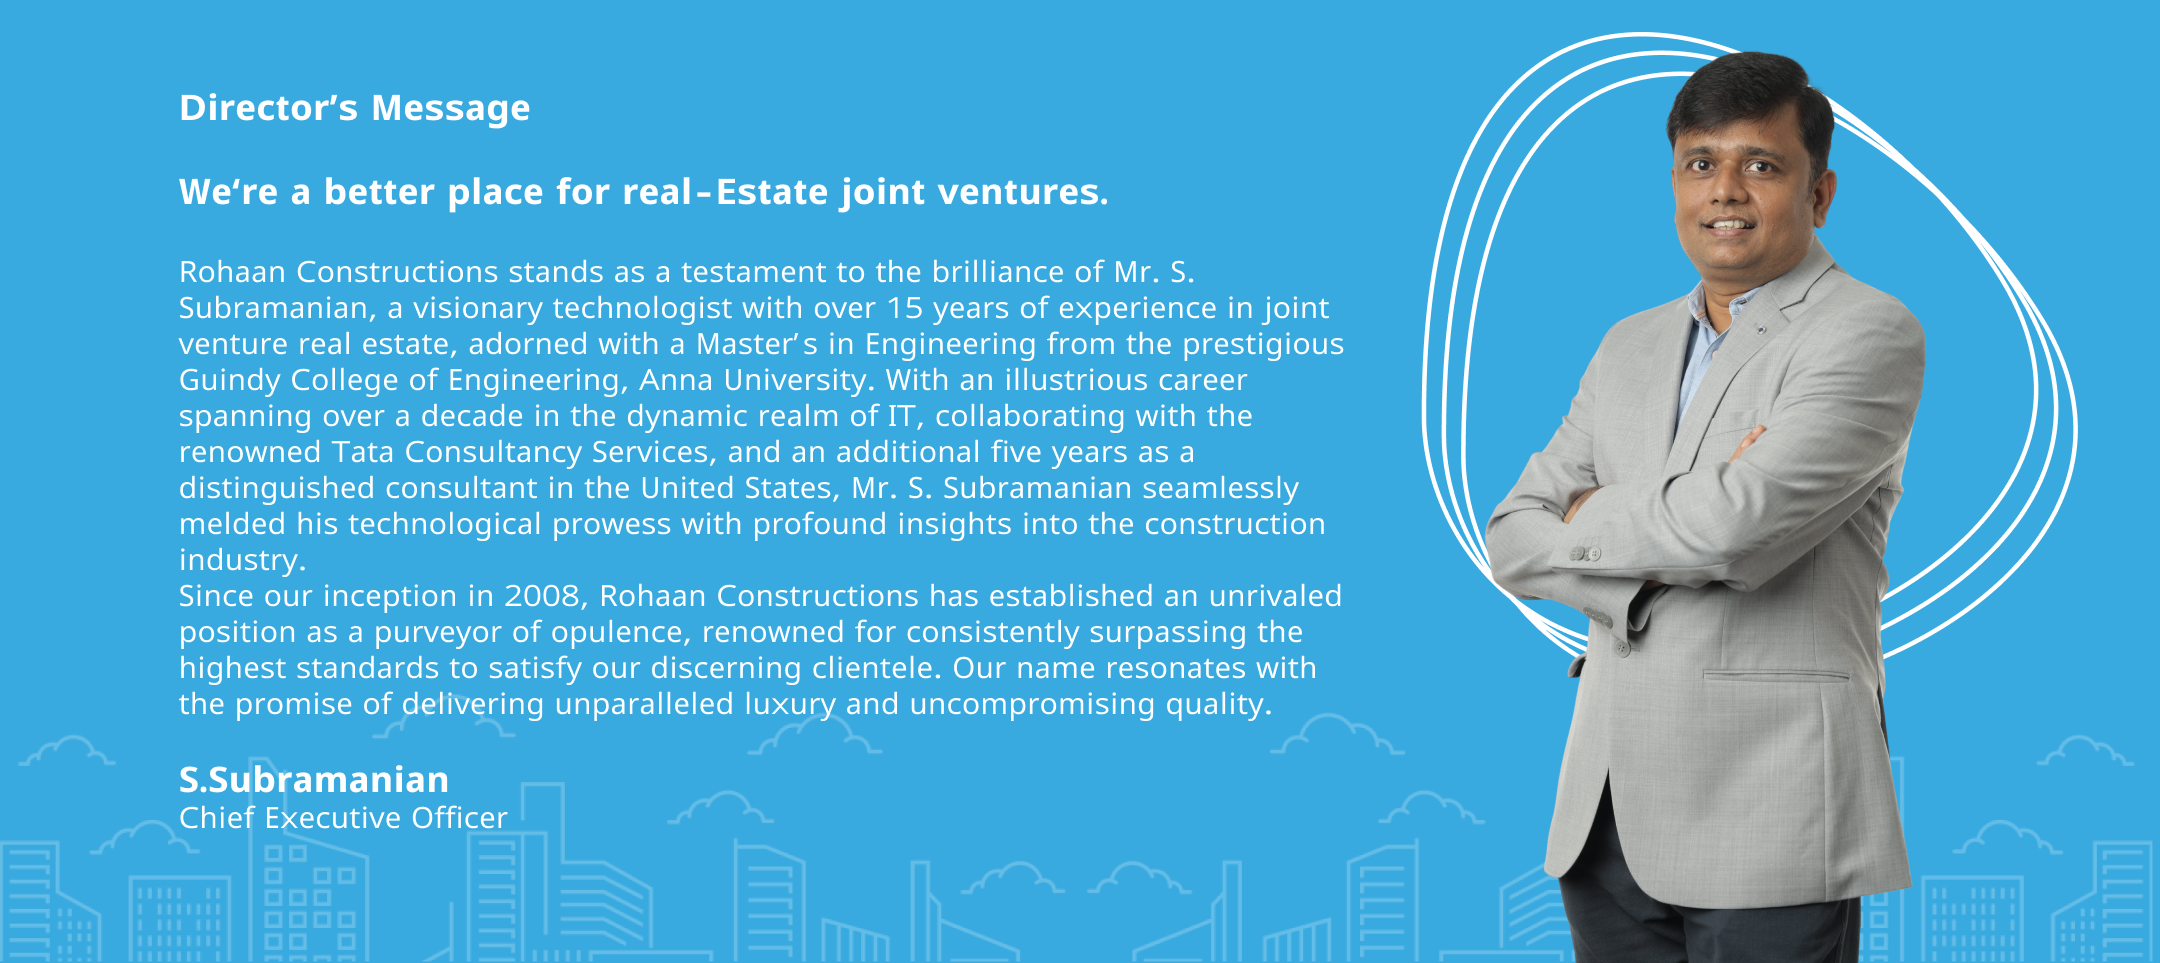 Director’s Message
We‘re a better place for real-Estate joint ventures.
Rohaan Constructions stands as a testament to the brilliance of Mr. S.
Subramanian, a visionary technologist with over 15 years of experience in joint
venture real estate, adorned with a Master’s in Engineering from the prestigious
Guindy College of Engineering, Anna University. With an illustrious career
spanning over a decade in the dynamic realm of IT, collaborating with the
renowned Tata Consultancy Services, and an additional five years as a
distinguished consultant in the United States, Mr. S. Subramanian seamlessly
melded his technological prowess with profound insights into the construction
industry.
Since our inception in 2008, Rohaan Constructions has established an unrivaled
position as a purveyor of opulence, renowned for consistently surpassing the
highest standards to satisfy our discerning clientele. Our name resonates with
the promise of delivering unparalleled luxury and uncompromising quality.
S.Subramanian
Chief Executive Officer